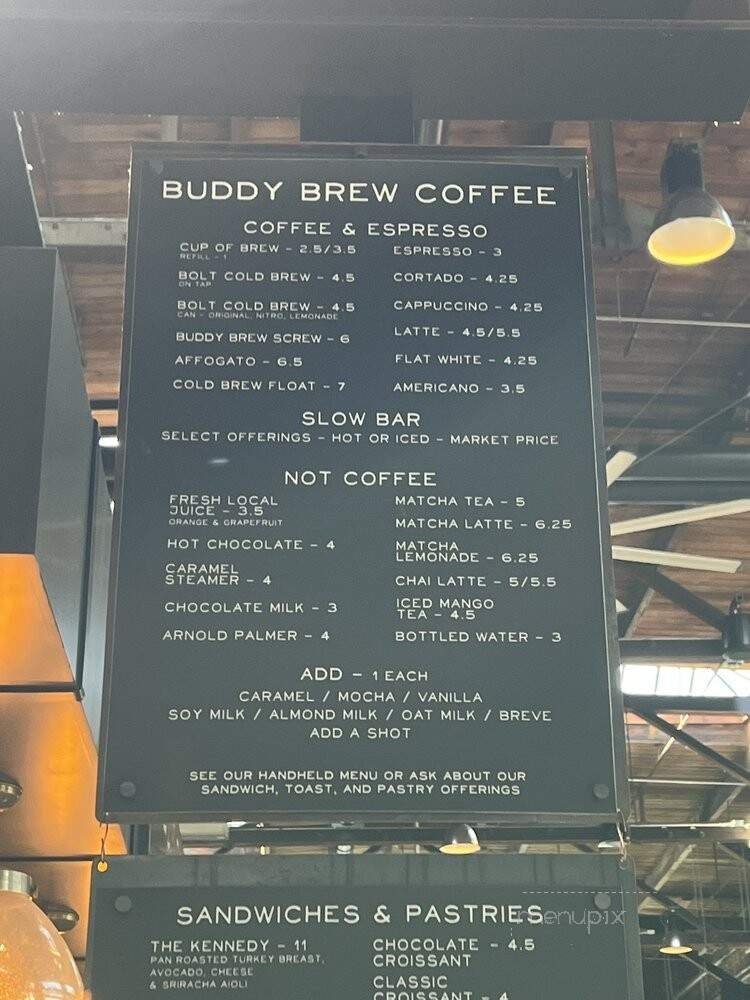 BUDDY BREW COFFEE
COFFEE & ESPRESSO
CUP OF BREW – 2.5/3.5
REFILL – 1
BOLT COLD BREW – 4.5
ON TAP
BOLT COLD BREW – 4.5
CAN – ORIGINAL, NITRO, LEMONADE
BUDDY BREW SCREW – 6
AFFOGATO – 6.5
COLD BREW FLOAT – 7
ESPRESSO – 3
CORTADO – 4.25
CAPPUCCINO – 4.25
LATTE – 4.5/5.5
FLAT WHITE – 4.25
AMERICANO – 3.5
SLOW BAR
SELECT OFFERINGS – HOT OR ICED – MARKET PRICE
NOT COFFEE
FRESH LOCAL
JUICE – 3.5
ORANGE & GRAPEFRUIT
HOT CHOCOLATE – 4
CARAMEL
STEAMER – 4
CHOCOLATE MILK – 3
ARNOLD PALMER – 4
MATCHA TEA – 5
MATCHA LATTE – 6.25
MATCHA
LEMONADE – 6.25
CHAI LATTE – 5/5.5
ICED MANGO
TEA – 4.5
BOTTLED WATER – 3
ADD – 1 EACH
CARAMEL / MOCHA / VANILLA
SOY MILK / ALMOND MILK / OAT MILK / BREVE
ADD A SHOT
SEE OUR HANDHELD MENU OR ASK ABOUT OUR
SANDWICH, TOAST, AND PASTRY OFFERINGS
SANDWICHES & PASTRIES
menupix
THE KENNEDY – 11
PAN ROASTED TURKEY BREAST,
AVOCADO, CHEESE
& SRIRACHA AIOLI
CHOCOLATE – 4.5
CROISSANT
CLASSIC
CROISSANT – 4